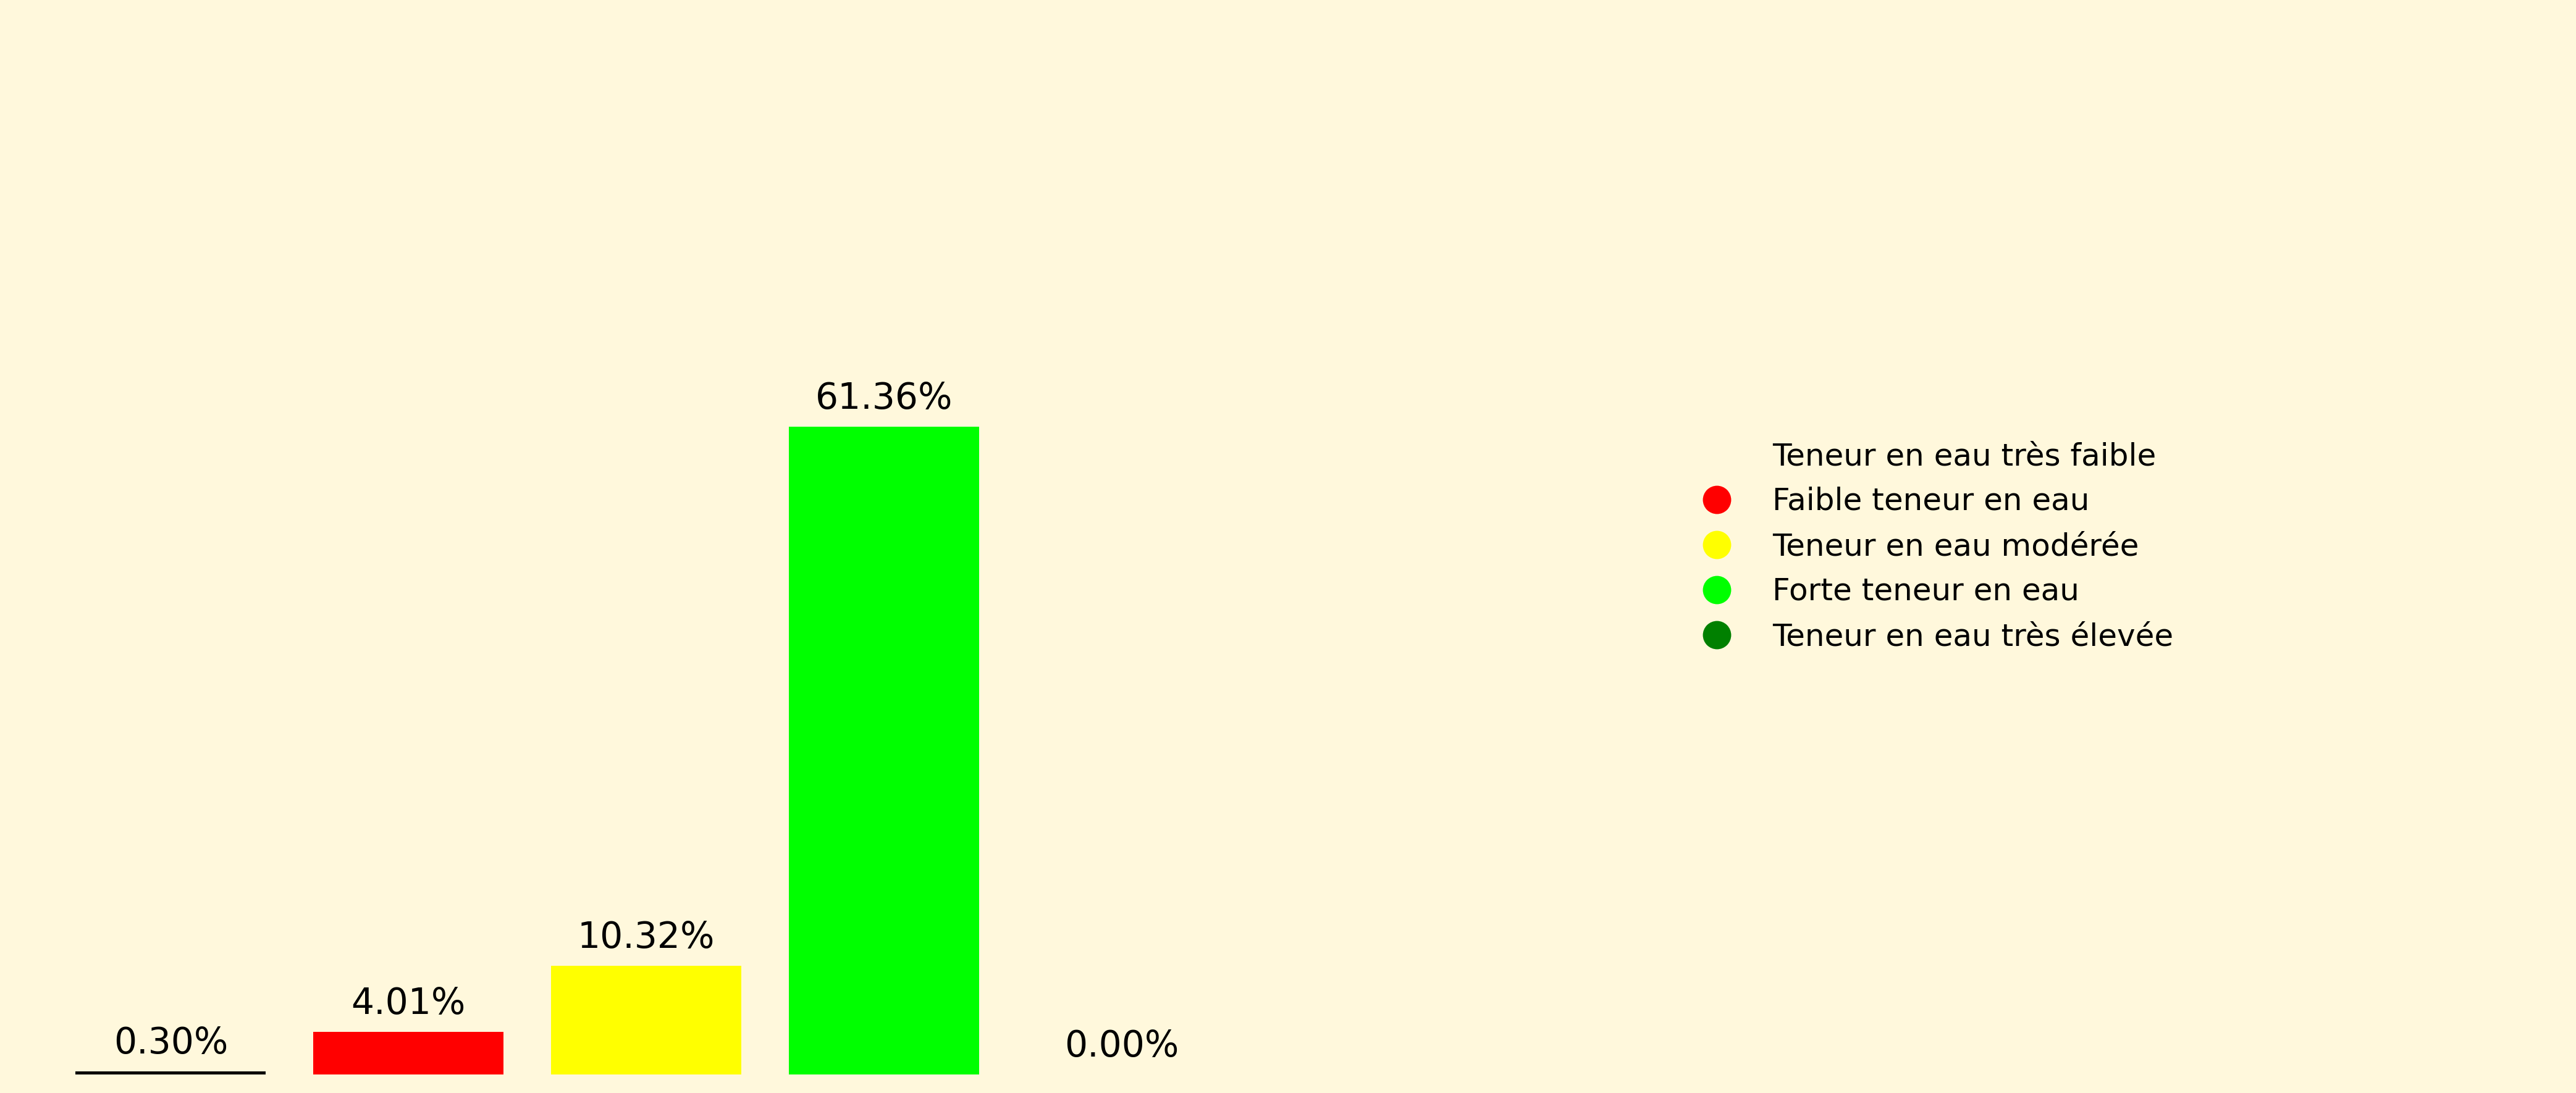 61.36%
10.32%
4.01%
0.30%
0.00%
Teneur en eau très faible
Faible teneur en eau
Teneur en eau modérée
Forte teneur en eau
Teneur en eau très élevée